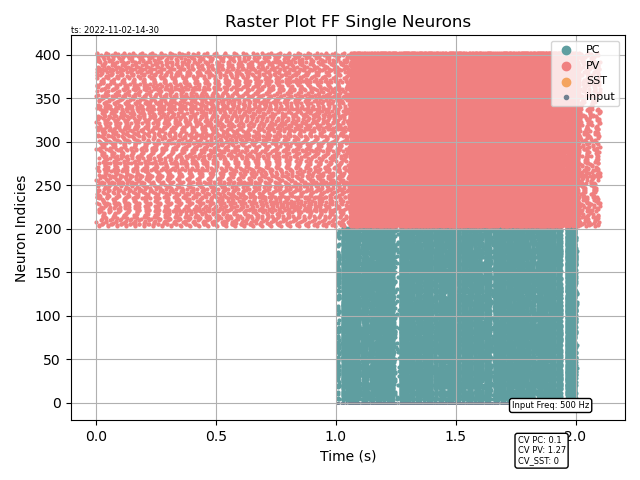 Raster Plot FF Single Neurons
ts: 2022-11-02-14-30
PC
PV
SST
input
Neuron Indicies
400
350
300
250
200
150
100
50
0
Input Freq: 500 Hz
0.0 0.5 1.0 1.5 2.0
Time (s)
CV PC: 0.1
CV PV: 1.27
CV_SST: 0